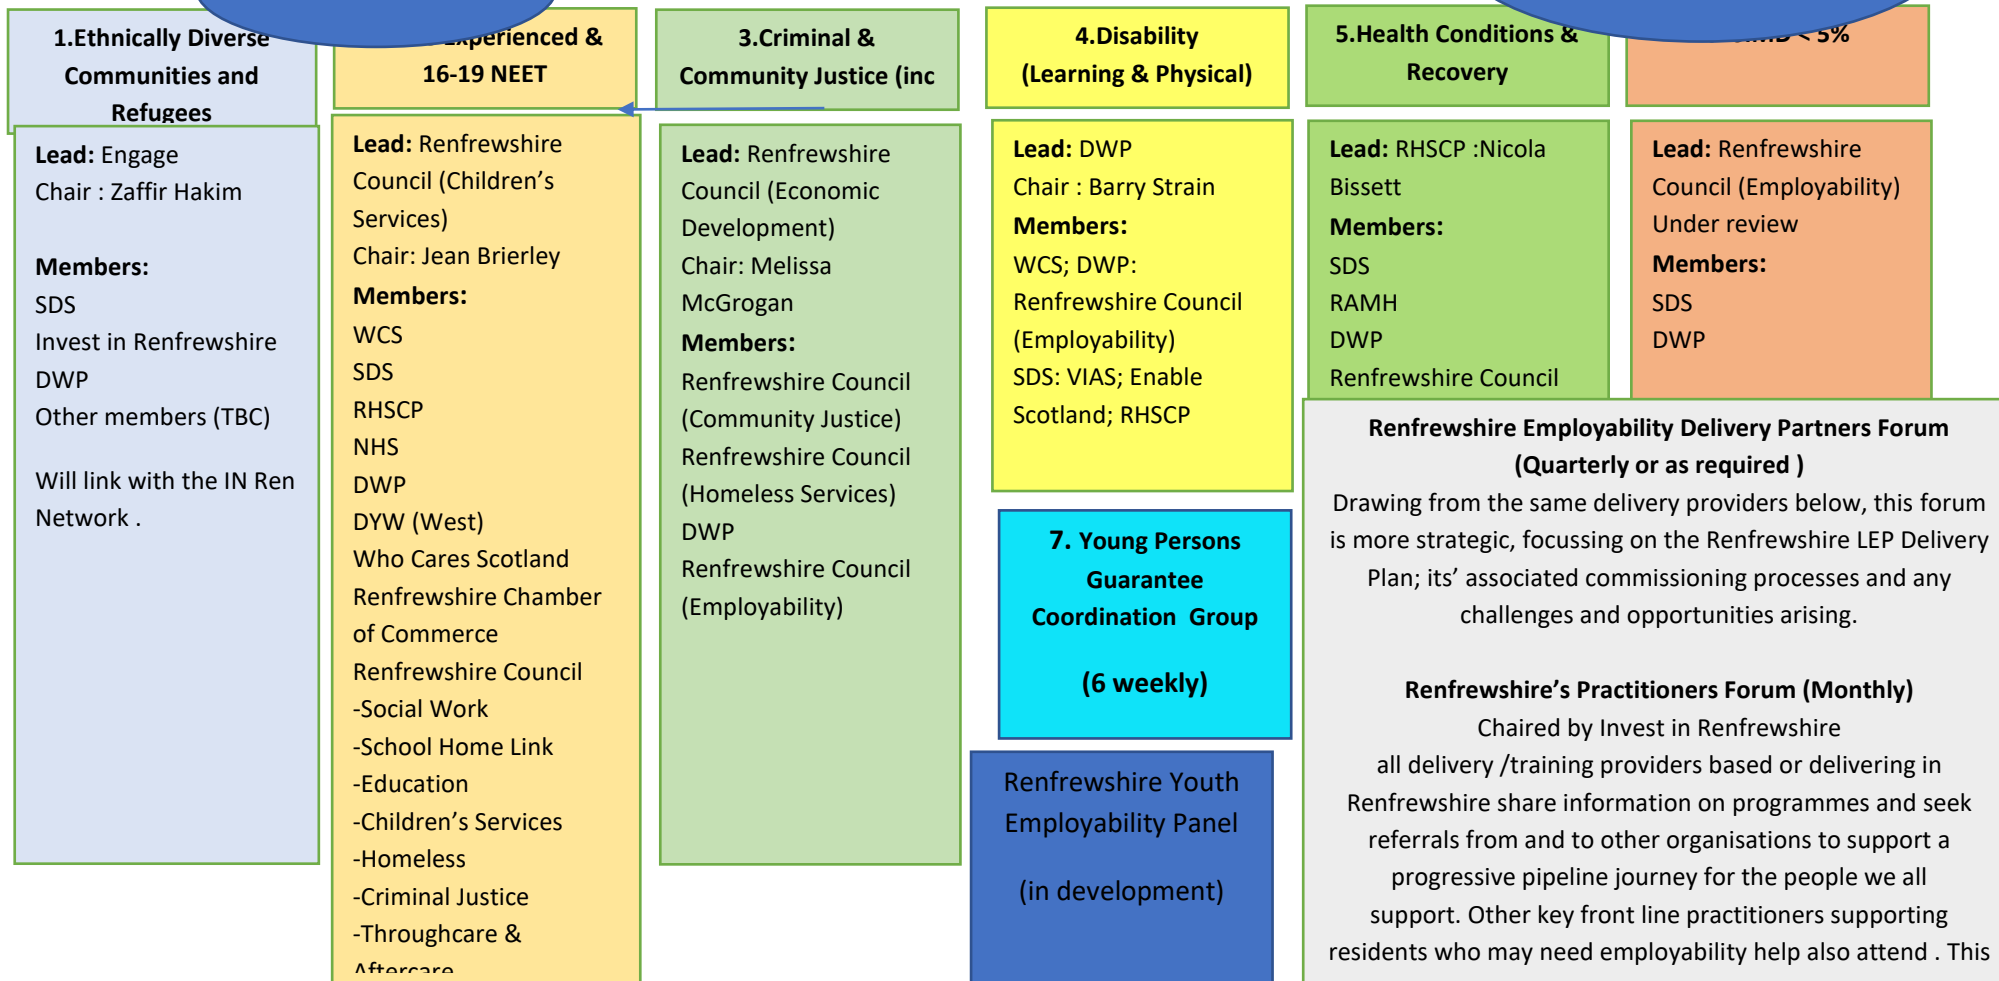 1.Ethnically Diverse
Communities and
Refugees
Experienced &
16-19 NEET
3.Criminal &
Community Justice (inc
4.Disability
(Learning & Physical)
5.Health Conditions &
Recovery
< 5%
Lead: Engage
Chair : Zaffir Hakim
Members:
SDS
Invest in Renfrewshire
DWP
Other members (TBC)
Will link with the IN Ren
Network .
Lead: Renfrewshire
Council (Children’s
Services)
Chair: Jean Brierley
Members:
WCS
SDS
RHSCP
NHS
DWP
DYW (West)
Who Cares Scotland
Renfrewshire Chamber
of Commerce
Renfrewshire Council
-Social Work
-School Home Link
-Education
-Children’s Services
-Homeless
-Criminal Justice
-Throughcare &
Aftercare
Lead: Renfrewshire
Council (Economic
Development)
Chair: Melissa
McGrogan
Members:
Renfrewshire Council
(Community Justice)
Renfrewshire Council
(Homeless Services)
DWP
Renfrewshire Council
(Employability)
Lead: DWP
Chair : Barry Strain
Members:
WCS; DWP:
Renfrewshire Council
(Employability)
SDS: VIAS; Enable
Scotland; RHSCP
7. Young Persons
Guarantee
Coordination Group
(6 weekly)
Renfrewshire Youth
Employability Panel
(in development)
Lead: RHSCP :Nicola
Bissett
Members:
SDS
RAMH
DWP
Renfrewshire Council
Lead: Renfrewshire
Council (Employability)
Under review
Members:
SDS
DWP
Renfrewshire Employability Delivery Partners Forum
(Quarterly or as required )
Drawing from the same delivery providers below, this forum
is more strategic, focussing on the Renfrewshire LEP Delivery
Plan; its’ associated commissioning processes and any
challenges and opportunities arising.
Renfrewshire’s Practitioners Forum (Monthly)
Chaired by Invest in Renfrewshire
all delivery /training providers based or delivering in
Renfrewshire share information on programmes and seek
referrals from and to other organisations to support a
progressive pipeline journey for the people we all
support. Other key front line practitioners supporting
residents who may need employability help also attend . This